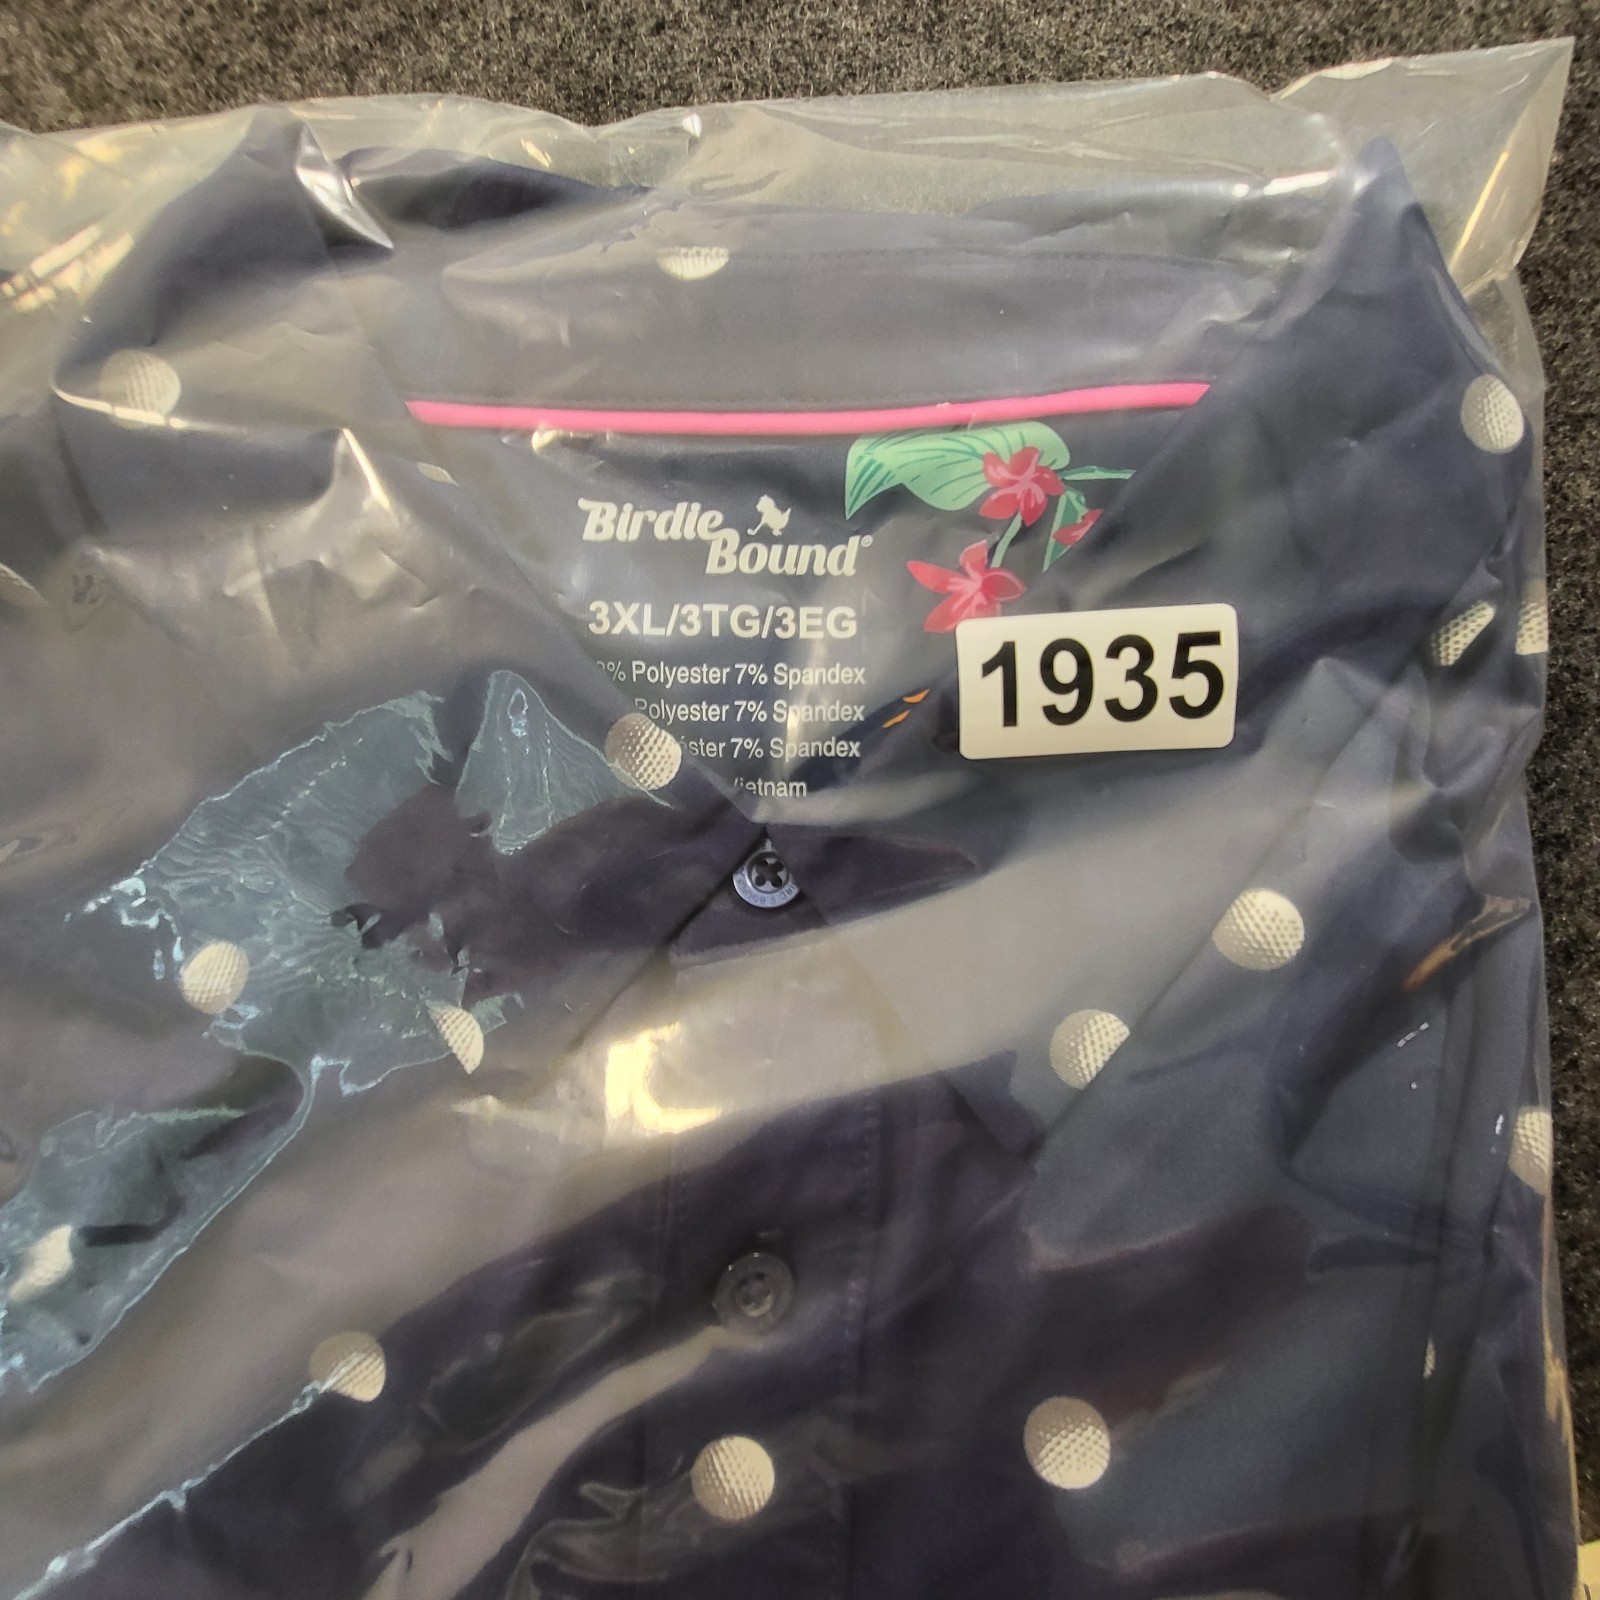 Birdie
Bound®
3XL/3TG/3EG
% Polyester 7% Spandex
Polyester 7% Spandex
7% Spandex
1935